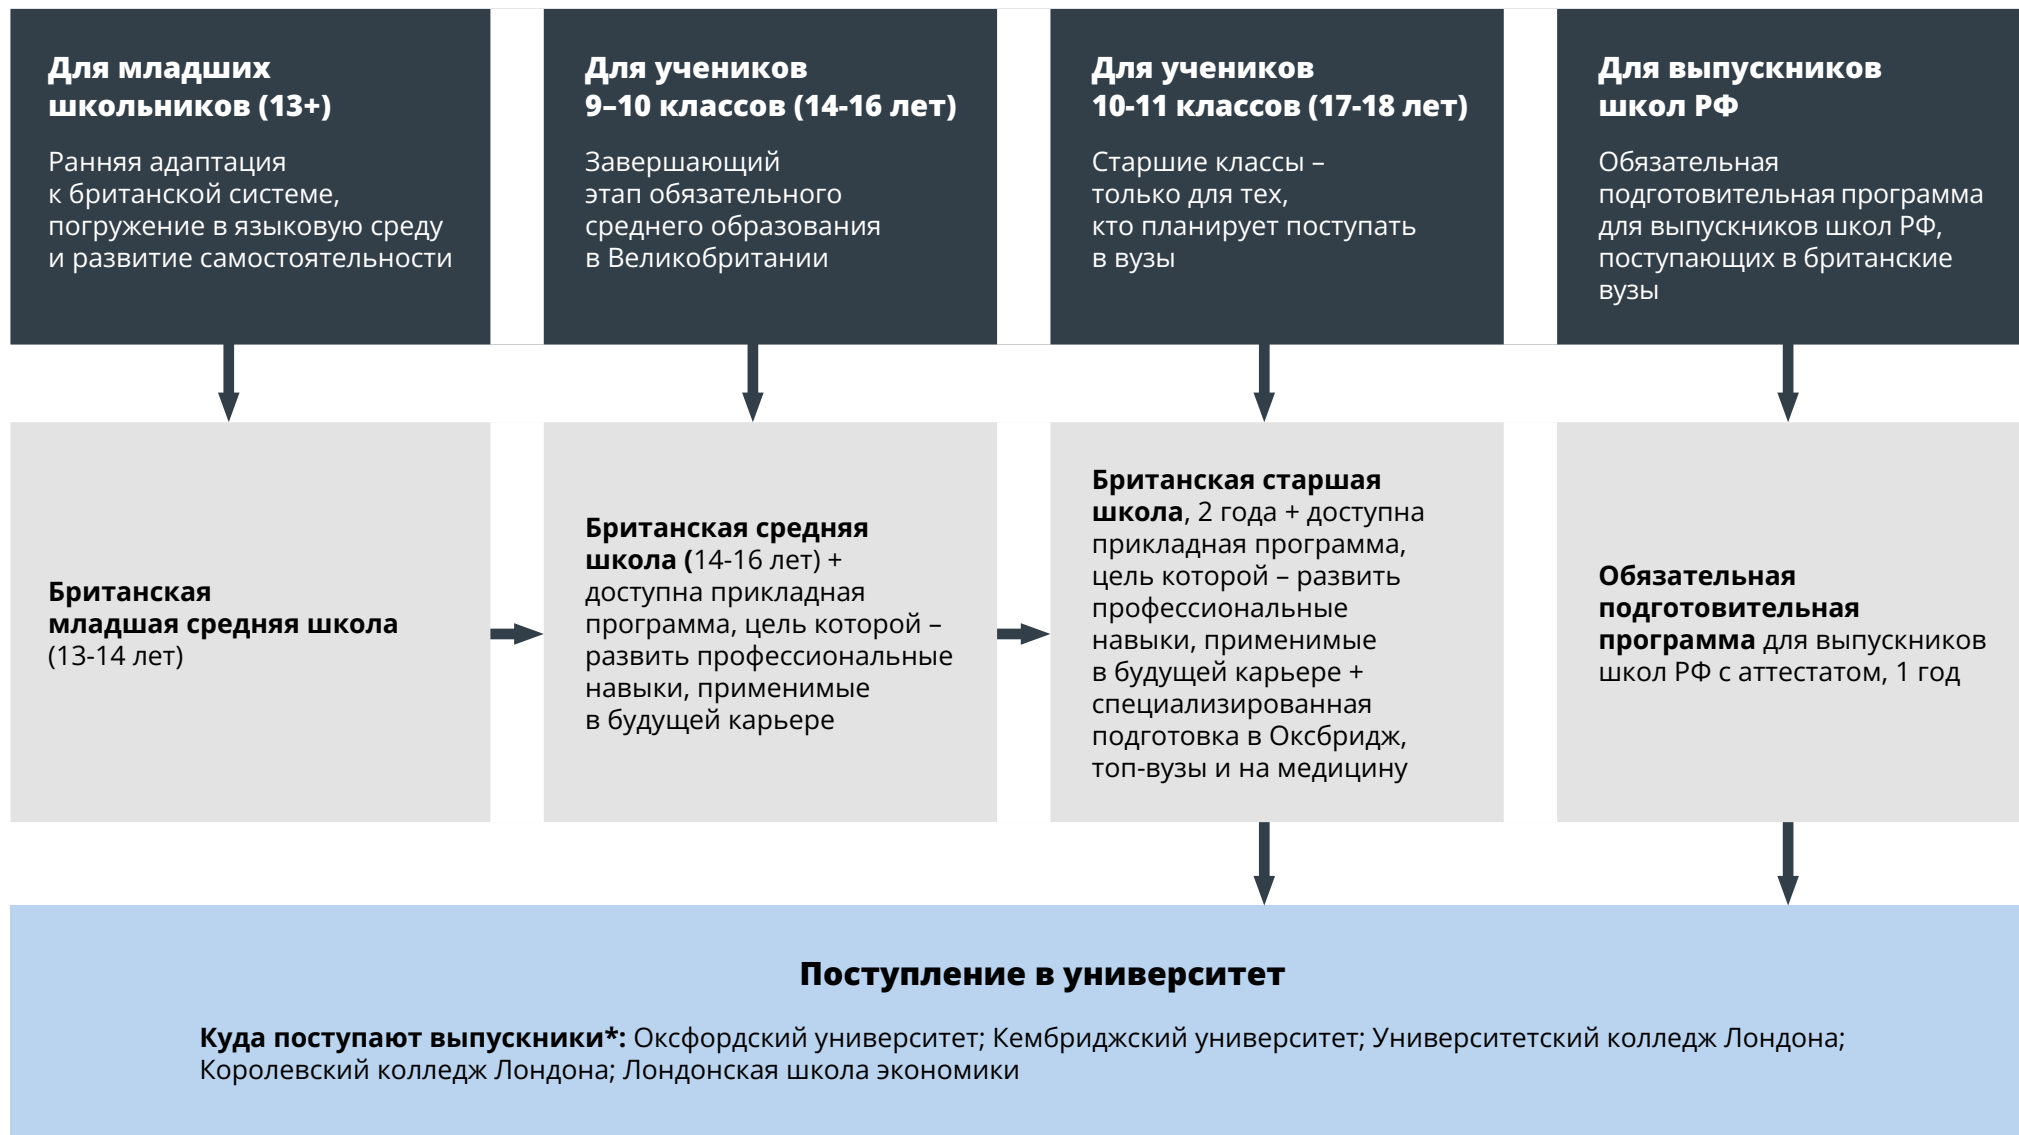 Для младших
школьников (13+)
Ранняя адаптация
к британской системе,
погружение в языковую среду
и развитие самостоятельности
Для учеников
9–10 классов (14-16 лет)
Завершающий
этап обязательного
среднего образования
в Великобритании
Для учеников
10-11 классов (17-18 лет)
Старшие классы –
только для тех,
кто планирует поступать
в вузы
Для выпускников
школ РФ
Обязательная
подготовительная программа
для выпускников школ РФ,
поступающих в британские
вузы
Британская
младшая средняя школа
(13-14 лет)
Британская средняя
школа (14-16 лет) +
доступна прикладная
программа, цель которой –
развить профессиональные
навыки, применимые
в будущей карьере
Британская старшая
школа, 2 года + доступна
прикладная программа,
цель которой – развить
профессиональные
навыки, применимые
в будущей карьере +
специализированная
подготовка в Оксбридж,
топ-вузы и на медицину
Обязательная
подготовительная
программа для выпускников
школ РФ с аттестатом, 1 год
Поступление в университет
Куда поступают выпускники*: Оксфордский университет; Кембриджский университет; Университетский колледж Лондона;
Королевский колледж Лондона; Лондонская школа экономики